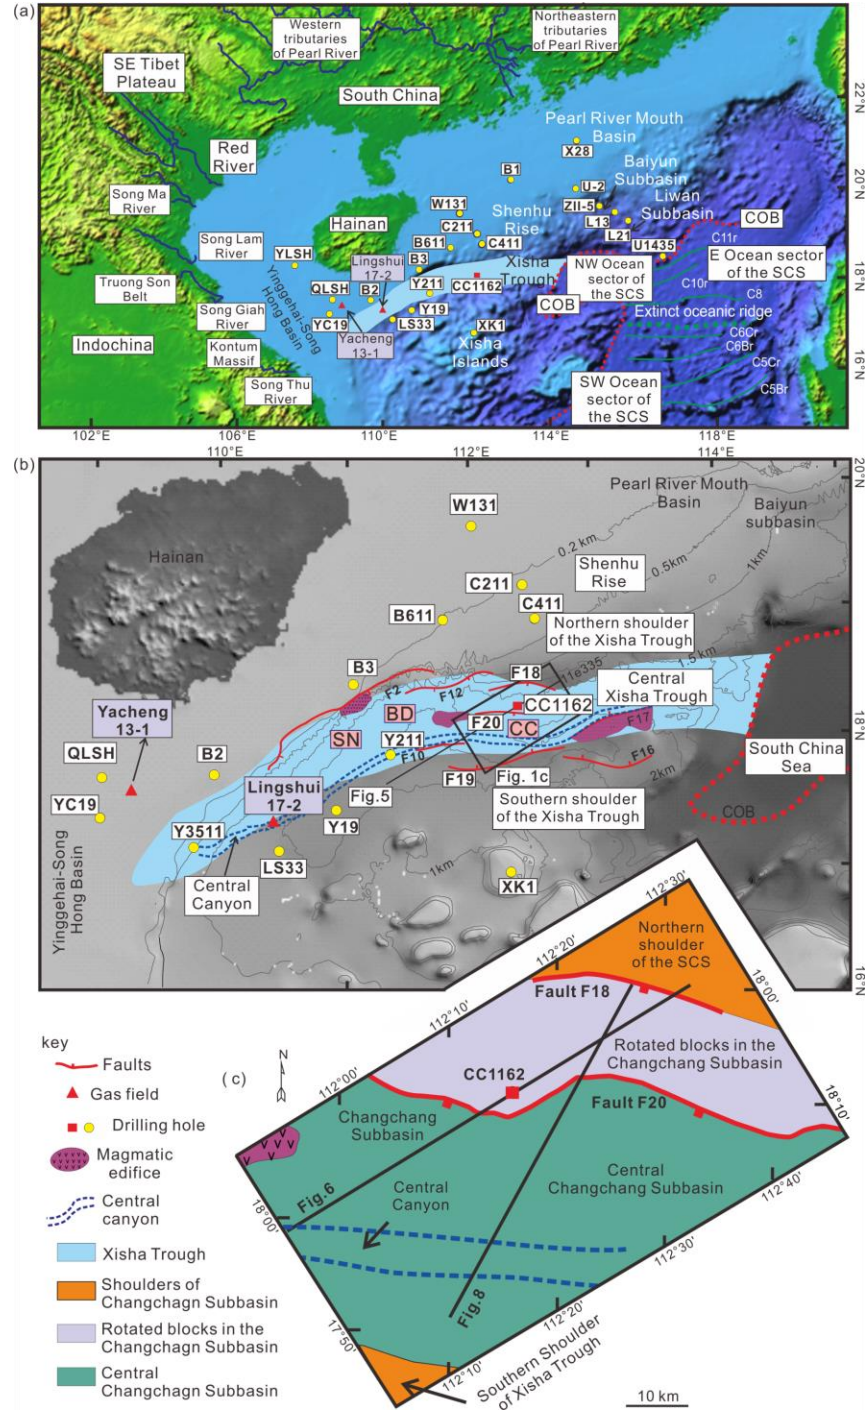 (a)
Western
tributaries
of Pearl River
Northeastern
tributaries
of Pearl River
SE Tibet
Plateau
South China
22°N
Pearl River Mouth
Basin
X28
Red
River
B1
Baiyun
Subbasin
20°N
U-2
Song Ma
River
W131
ZII-5
Liwan
Subbasin
Hainan
C211
Shenhu
Rise
L13
COB
Song Lam
River
B611
C411
L21
C11r
YLSH
Lingshui
17-2
B3
Xisha
Trough
U1435
E Ocean
sector of
the SCS
Truong Son
Belt
Yinggehai-Song
Hong Basin
Y211
NW Ocean
sector of
the SCS
C10r
18°N
QLSH
B2
CC1162
C8
Song Giah
River
YC19
Y19
COB
Extinct oceanic ridge
LS33
XK1
C6Cr
Indochina
Kontum
Massif
Yacheng
13-1
Xisha
Islands
C6Br
C5Cr
16°N
Song Thu
River
SW Ocean
sector of
the SCS
C5Br
102°E
106°E
110°E
114°E
118°E
(b)
110°E
112°E
114°E
20°N
Pearl River Mouth
Basin
W131
Baiyun
subbasin
Hainan
0.2 km
0.5km
1km
Shenhu
Rise
C211
C411
B611
Northern shoulder
of the Xisha Trough
B3
F18
11e335
1.5 km
F2
F12
Central
Xisha Trough
Yacheng
13-1
BD
F20
CC1162
CC
F17
18°N
SN
Y211
QLSH
B2
F10
F16
South China
Sea
Lingshui
17-2
Fig.5
F19
Fig. 1c
2km
YC19
Southern shoulder
of the Xisha Trough
COB
Y3511
Y19
LS33
Central
Canyon
1km
XK1
Yinggehai-Song
Hong Basin
16°N
112°30'
112°20'
Northern
shoulder
of the SCS
18°00'
Fault F18
112°10'
key
Faults
N
(c)
Rotated blocks in the
Changchang Subbasin
CC1162
112°00'
Gas field
Fault F20
18°10'
Drilling hole
Changchang
Subbasin
Magmatic
edifice
Central
Changchang Subbasin
112°40'
Fig.6
Central
Canyon
Central
canyon
18°00'
112°30'
Xisha Trough
Shoulders of
Changchagn Subbasin
Fig.8
112°20'
17°50'
Rotated blocks in the
Changchagn Subbasin
112°10'
Southern Shoulder
of Xisha Trough
Central
Changchagn Subbasin
10 km